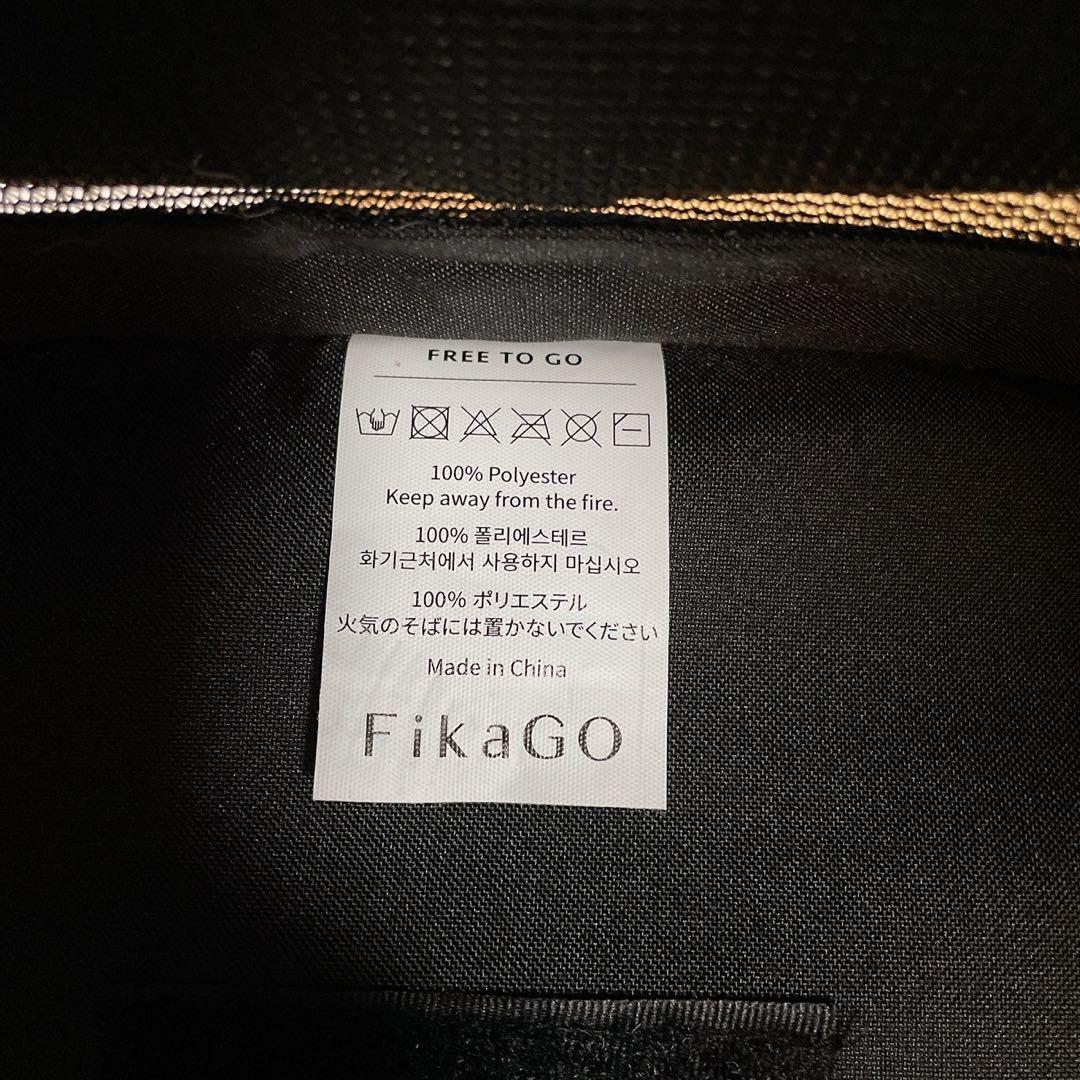 FREE TO GO
100% Polyester
Keep away from the fire.
100% 폴리에스테르
화기근처에서 사용하지 마십시오
100% ポリエステル
火気のそばには置かないでください
Made in China
FikaGO